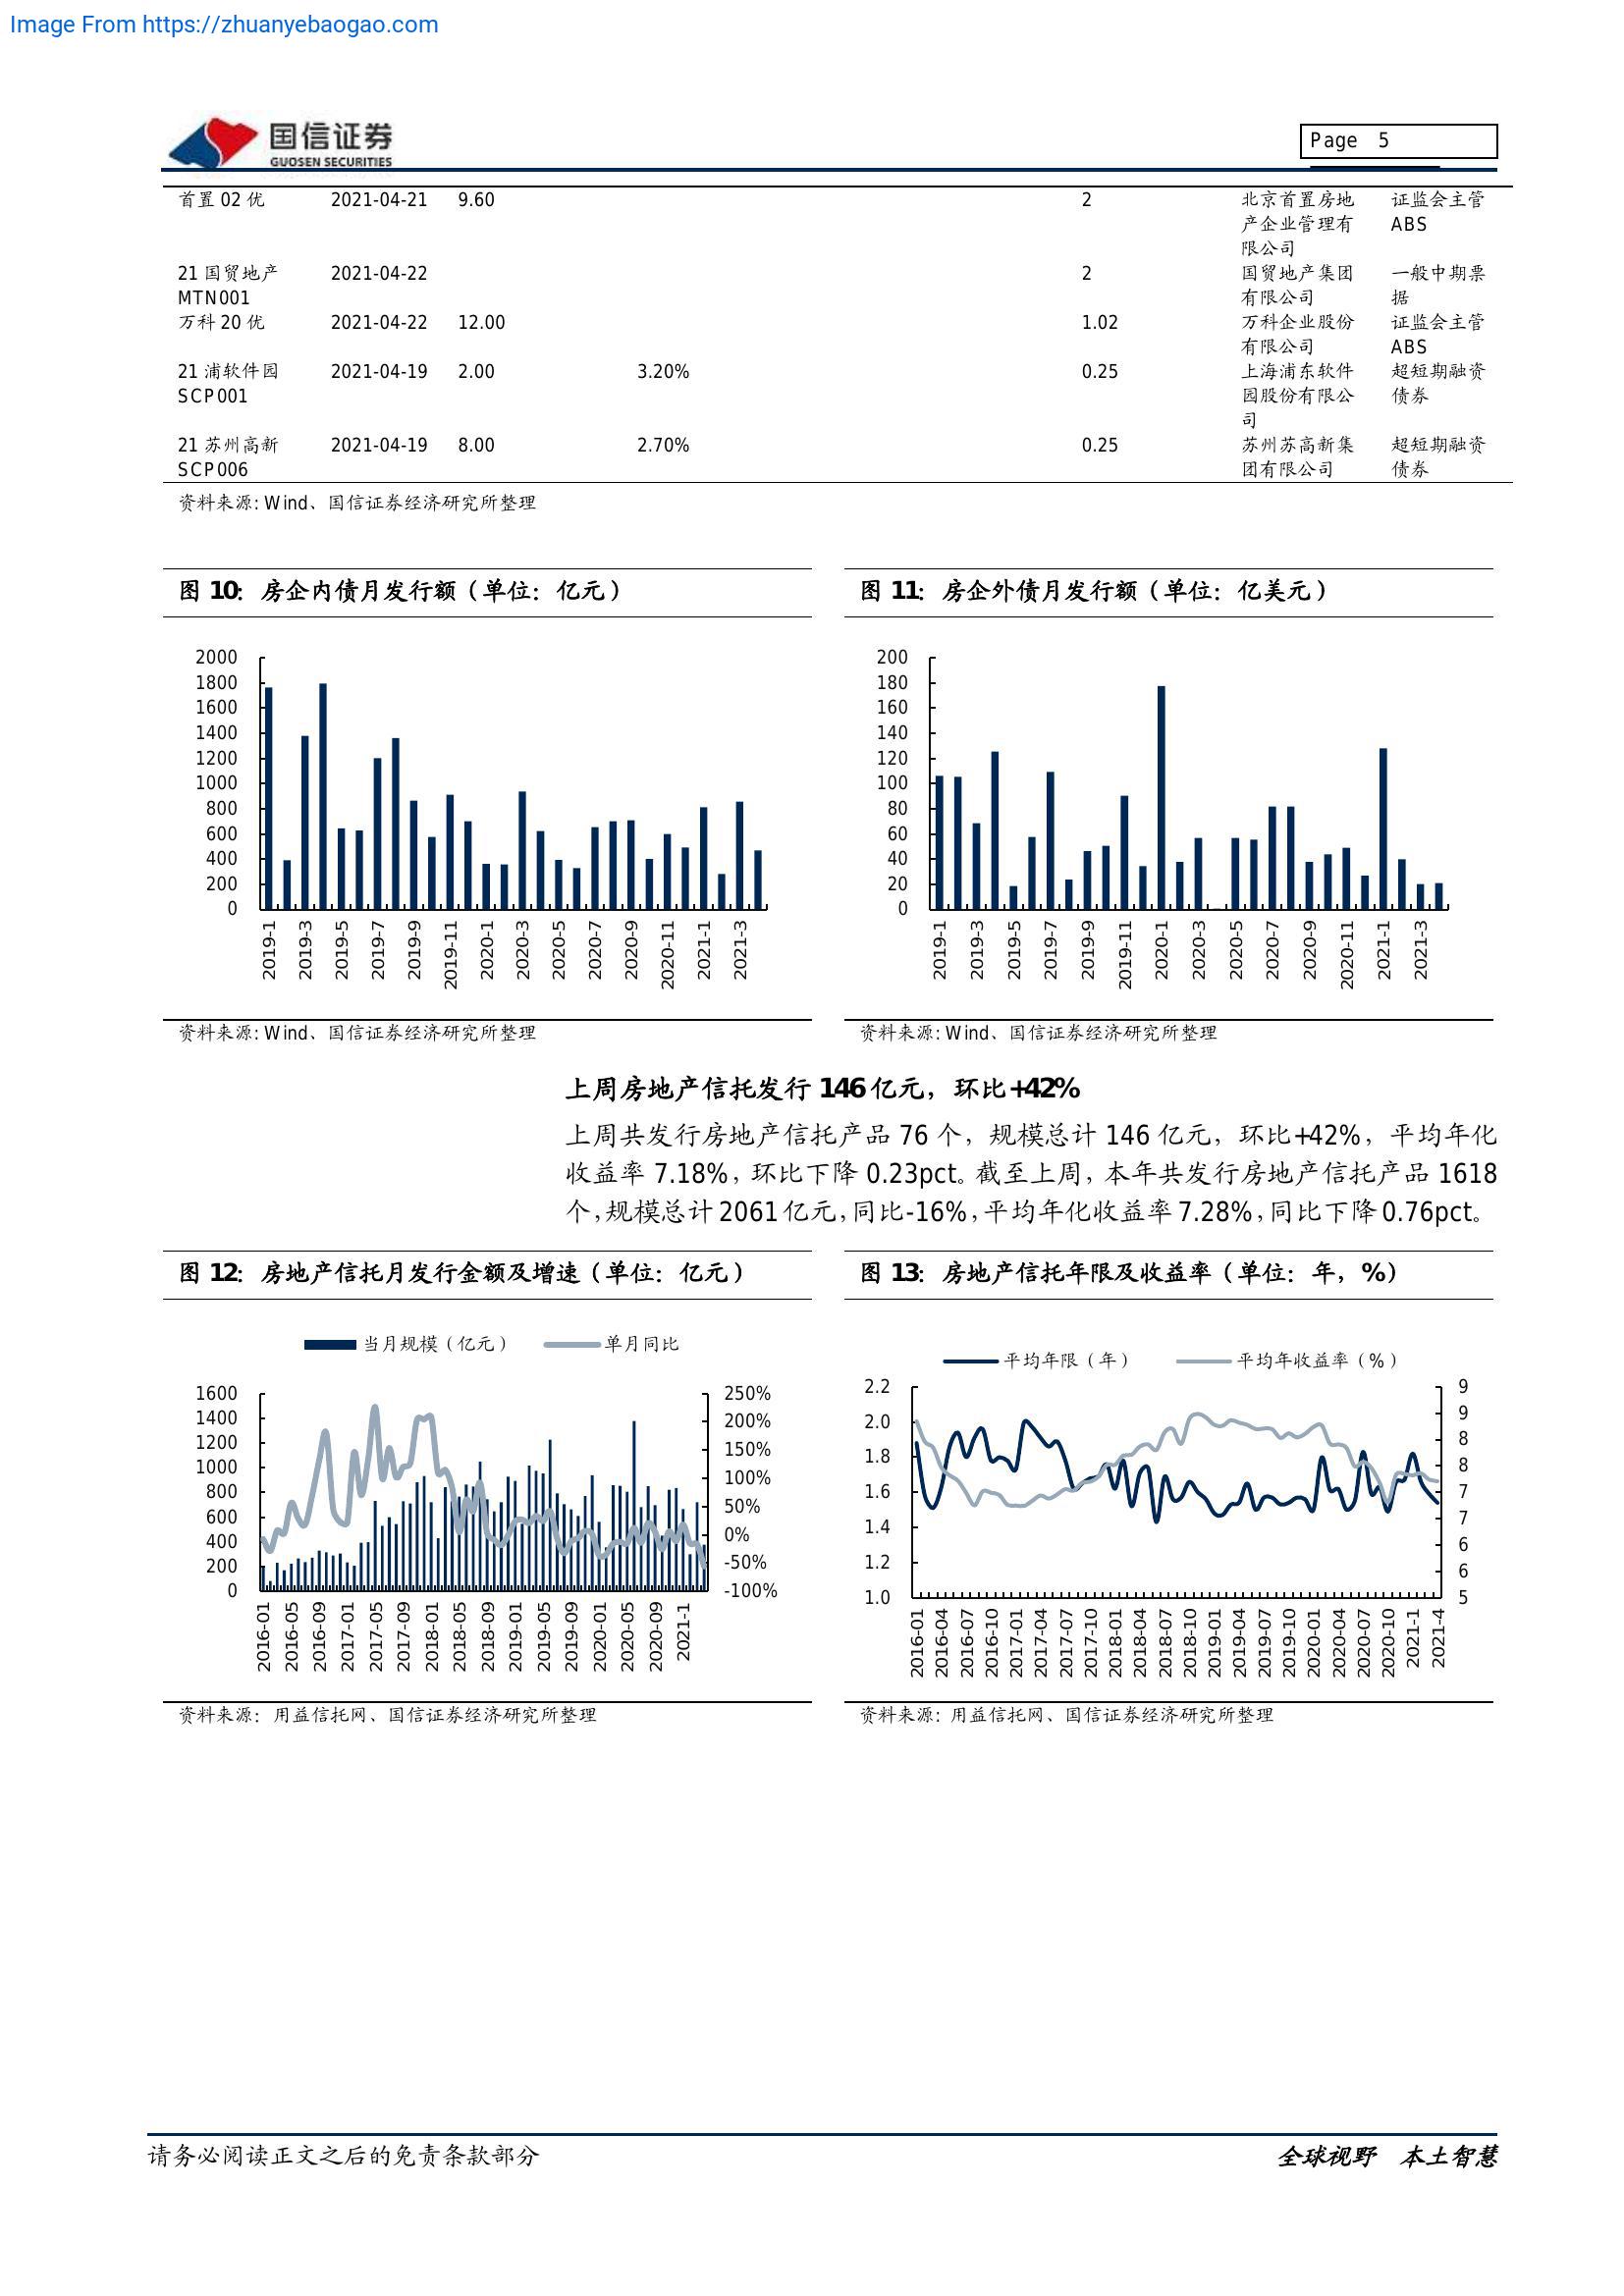 Image From https://zhuanyebaogao.com
国信证券
GUOSEN SECURITIES
Page 5
首置 02 优 2021-04-21 9.60 2 北京首置房地 证监会主管
产企业管理有 ABS
限公司
21 国贸地产 2021-04-22 2 国贸地产集团 一般中期票
MTN001 有限公司 据
万科 20 优 2021-04-22 12.00 1.02 万科企业股份 证监会主管
有限公司 ABS
21 浦软件园 2021-04-19 2.00 3.20% 0.25 上海浦东软件 超短期融资
SCP001 园股份有限公 债券
司
21 苏州高新 2021-04-19 8.00 2.70% 0.25 苏州苏高新集 超短期融资
SCP006 团有限公司 债券
资料来源: Wind、国信证券经济研究所整理
图 10：房企内债月发行额（单位：亿元）
2000
1800
1600
1400
1200
1000
800
600
400
200
0
2019-1 2019-3 2019-5 2019-7 2019-9 2019-11 2020-1 2020-3 2020-5 2020-7 2020-9 2020-11 2021-1 2021-3
资料来源: Wind、国信证券经济研究所整理
图 11：房企外债月发行额（单位：亿美元）
200
180
160
140
120
100
80
60
40
20
0
2019-1 2019-3 2019-5 2019-7 2019-9 2019-11 2020-1 2020-3 2020-5 2020-7 2020-9 2020-11 2021-1 2021-3
资料来源: Wind、国信证券经济研究所整理
上周房地产信托发行 146 亿元，环比+42%
上周共发行房地产信托产品 76 个，规模总计 146 亿元，环比+42%，平均年化
收益率 7.18%，环比下降 0.23pct。截至上周，本年共发行房地产信托产品 1618
个，规模总计 2061 亿元，同比-16%，平均年化收益率 7.28%，同比下降 0.76pct。
图 12：房地产信托月发行金额及增速（单位：亿元）
当月规模（亿元） 单月同比
1600 250%
1400 200%
1200 150%
1000 100%
800 50%
600 0%
400 -50%
200 -100%
0
2016-01 2016-05 2016-09 2017-01 2017-05 2017-09 2018-01 2018-05 2018-09 2019-01 2019-05 2019-09 2020-01 2020-05 2020-09 2021-1
资料来源：用益信托网、国信证券经济研究所整理
图 13：房地产信托年限及收益率（单位：年，%）
平均年限（年） 平均年收益率（%）
2.2 9
2.0 9
1.8 8
1.6 8
1.4 7
1.2 7
1.0 6
6
5
2016-01 2016-04 2016-07 2016-10 2017-01 2017-04 2017-07 2017-10 2018-01 2018-04 2018-07 2018-10 2019-01 2019-04 2019-07 2019-10 2020-01 2020-04 2020-07 2020-10 2021-1 2021-4
资料来源：用益信托网、国信证券经济研究所整理
请务必阅读正文之后的免责条款部分
全球视野 本土智慧